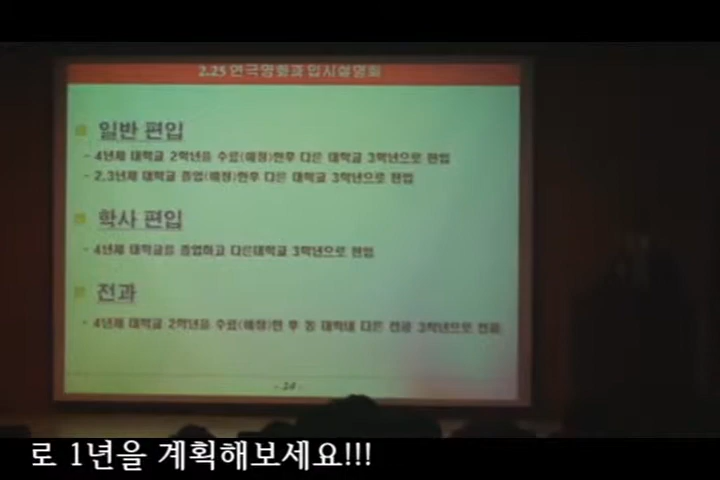 2.25 연극영화과 입시설명회
일반 편입
- 4년제 대학교 2학년을 수료(예정)한후 다른 대학교 3학년으로 편입
- 2,3년제 대학교 졸업(예정)한후 다른 대학교 3학년으로 편입
학사 편입
- 4년제 대학교를 졸업하고 다른대학교 3학년으로 편입
전과
- 4년제 대학교 2학년을 수료(예정)한 후 동 대학내 다른 전공 3학년으로 전과
- 24 -
로 1년을 계획해보세요!!!